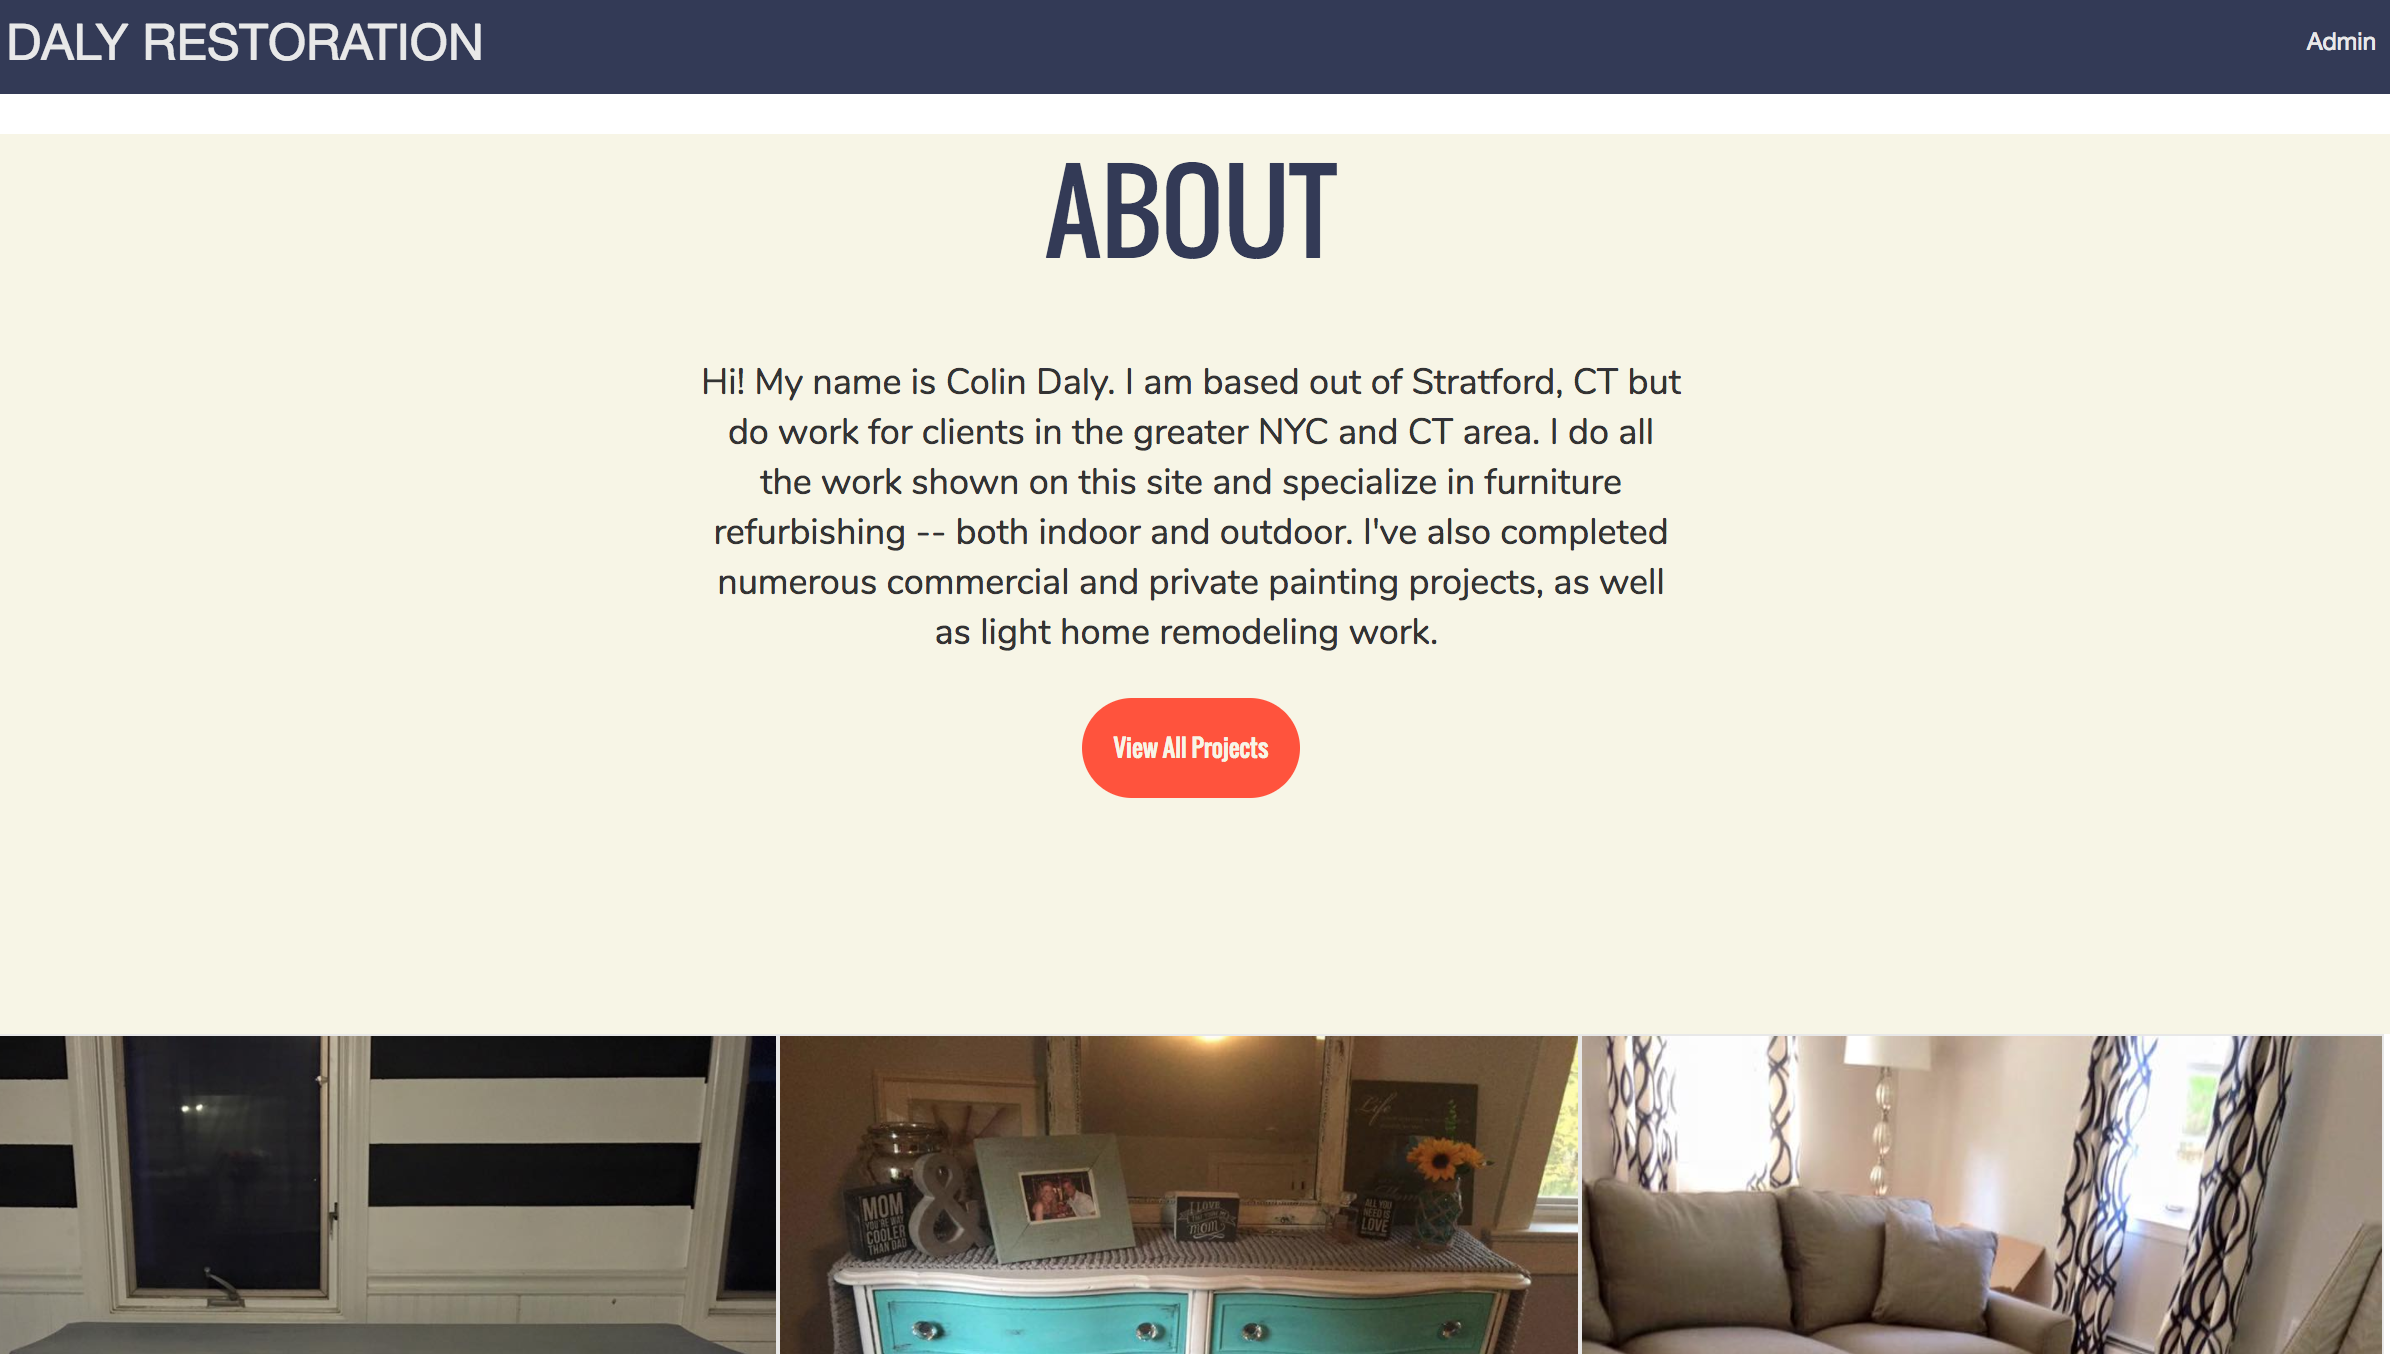 DALY RESTORATION
Admin
ABOUT
Hi! My name is Colin Daly. I am based out of Stratford, CT but
do work for clients in the greater NYC and CT area. I do all
the work shown on this site and specialize in furniture
refurbishing -- both indoor and outdoor. I've also completed
numerous commercial and private painting projects, as well
as light home remodeling work.
View All Projects
Life
MOM
YOU'RE WAY
COOLER
THAN DAD
&
I LOVE
mom
ALL YOU
NEED IS
LOVE